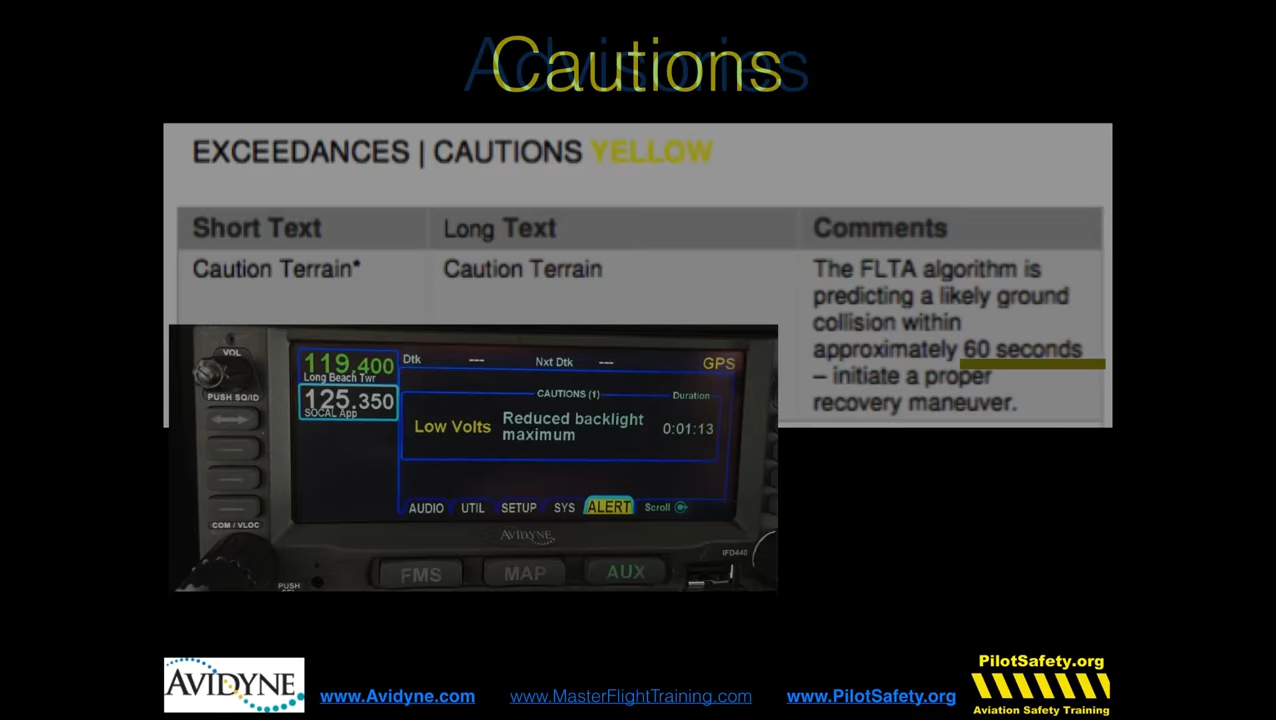 Cautions
Advisories
EXCEEDANCES | CAUTIONS YELLOW
Short Text Long Text Comments
Caution Terrain* Caution Terrain The FLTA algorithm is
predicting a likely ground
collision within
approximately 60 seconds
– initiate a proper
recovery maneuver.
VOL
PUSH SQ/ID
COM / VLOC
PUSH
119.400
Long Beach Twr
125.350
SOCAL App
Dtk --- Nxt Dtk --- GPS
CAUTIONS (1) Duration
Low Volts Reduced backlight
maximum 0:01:13
AUDIO UTIL SETUP SYS ALERT Scroll
AVIDYNE
IFD440
FMS MAP AUX
AVIDYNE
www.Avidyne.com www.MasterFlightTraining.com www.PilotSafety.org
PilotSafety.org
Aviation Safety Training